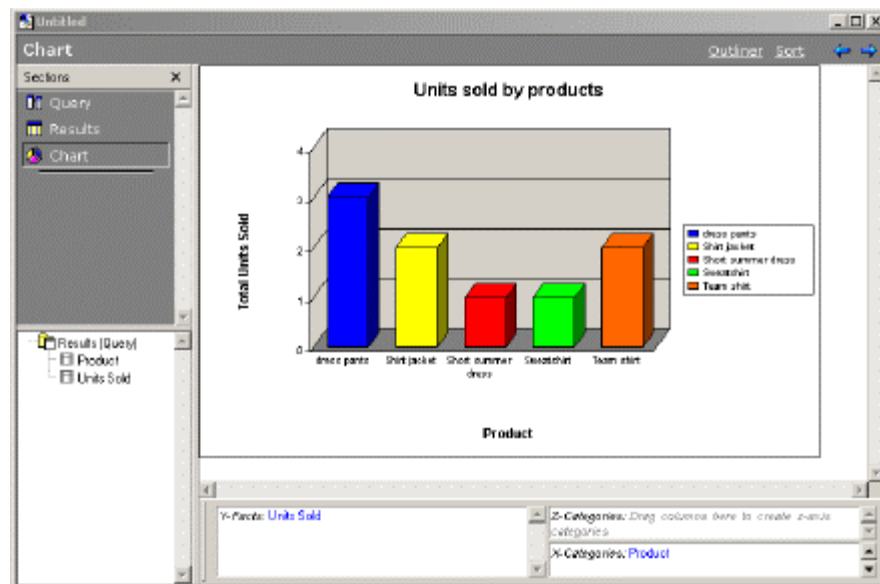 Untitled
Chart
Outliner Sort
Sections
Query
Results
Chart
Results (Query)
Product
Units Sold
Units sold by products
Total Units Sold
4
3
2
1
0
dress pants Shirt jacket Short summer dress Sweatshirt Team shirt
Product
dress pants
Shirt jacket
Short summer dress
Sweatshirt
Team shirt
Y-Facts: Units Sold
Z-Categories: Drag columns here to create z-axis
categories
X-Categories: Product